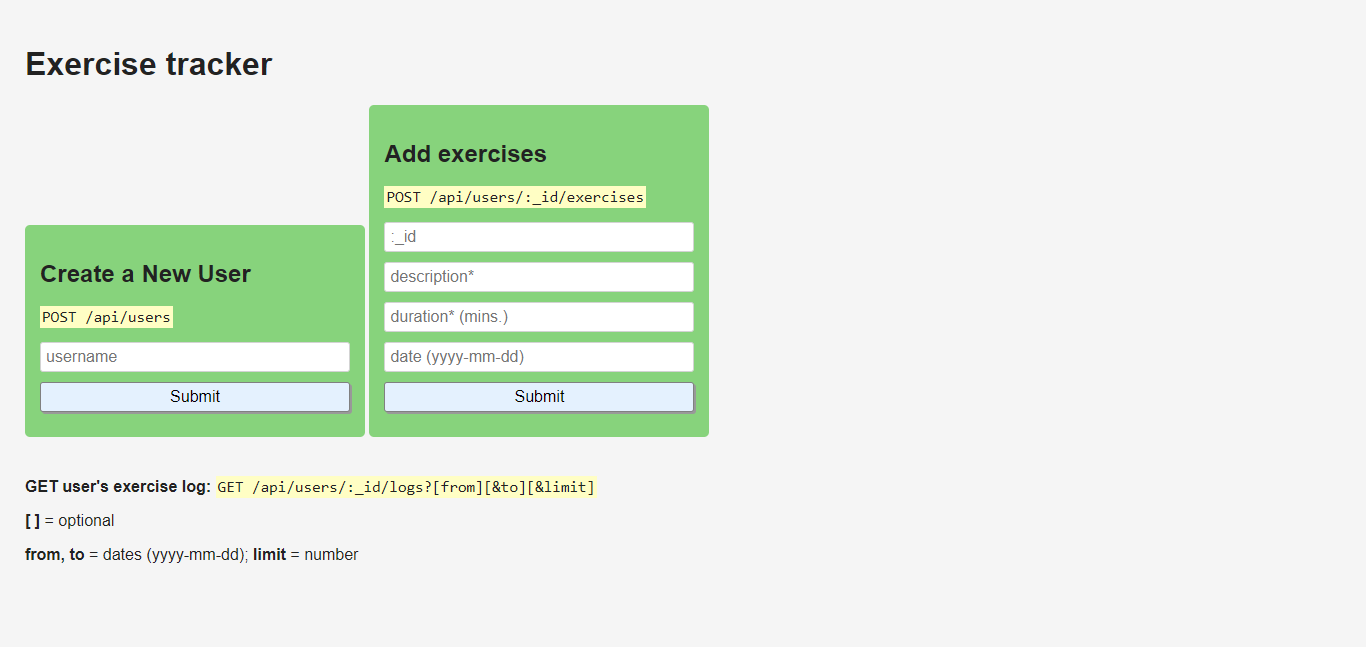 Exercise tracker
Create a New User
POST /api/users
username
Submit
Add exercises
POST /api/users/:_id/exercises
:_id
description*
duration* (mins.)
date (yyyy-mm-dd)
Submit
GET user's exercise log: GET /api/users/:_id/logs?[from][&to][&limit]
[ ] = optional
from, to = dates (yyyy-mm-dd); limit = number